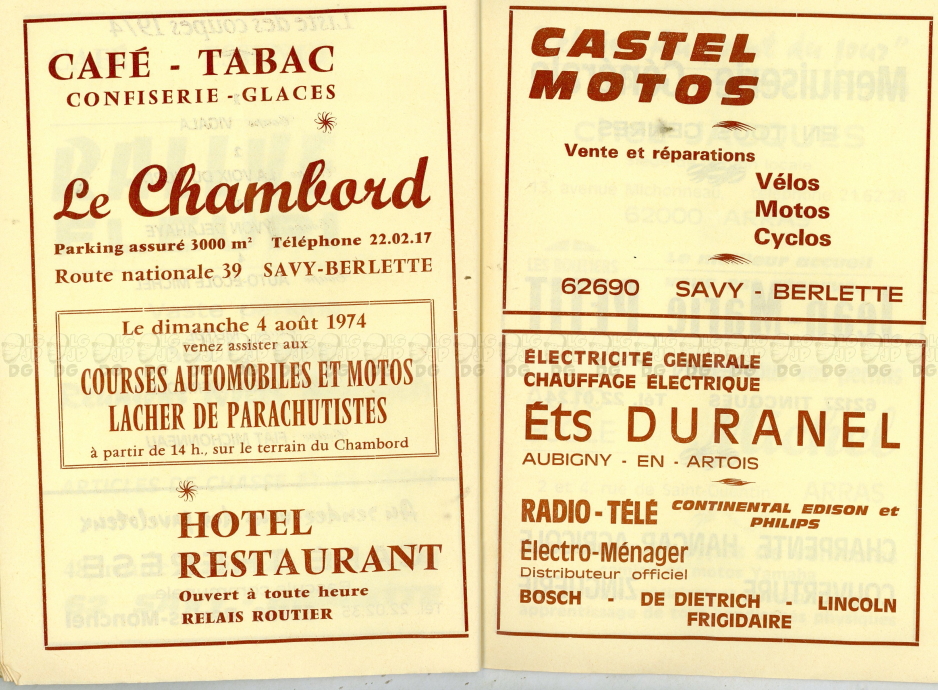 CAFÉ - TABAC
CONFISERIE - GLACES
Le Chambord
Parking assuré 3000 m² Téléphone 22.02.17
Route nationale 39 SAVY-BERLETTE
Le dimanche 4 août 1974
venez assister aux
COURSES AUTOMOBILES ET MOTOS
LACHER DE PARACHUTISTES
à partir de 14 h., sur le terrain du Chambord
HOTEL
RESTAURANT
Ouvert à toute heure
RELAIS ROUTIER
CASTEL
MOTOS
Vente et réparations
Vélos
Motos
Cyclos
62690 SAVY - BERLETTE
ÉLECTRICITÉ GÉNÉRALE
CHAUFFAGE ÉLECTRIQUE
Éts DURANEL
AUBIGNY - EN - ARTOIS
RADIO - TÉLÉ CONTINENTAL EDISON et
PHILIPS
Électro-Ménager
Distributeur officiel
BOSCH - DE DIETRICH - LINCOLN
FRIGIDAIRE